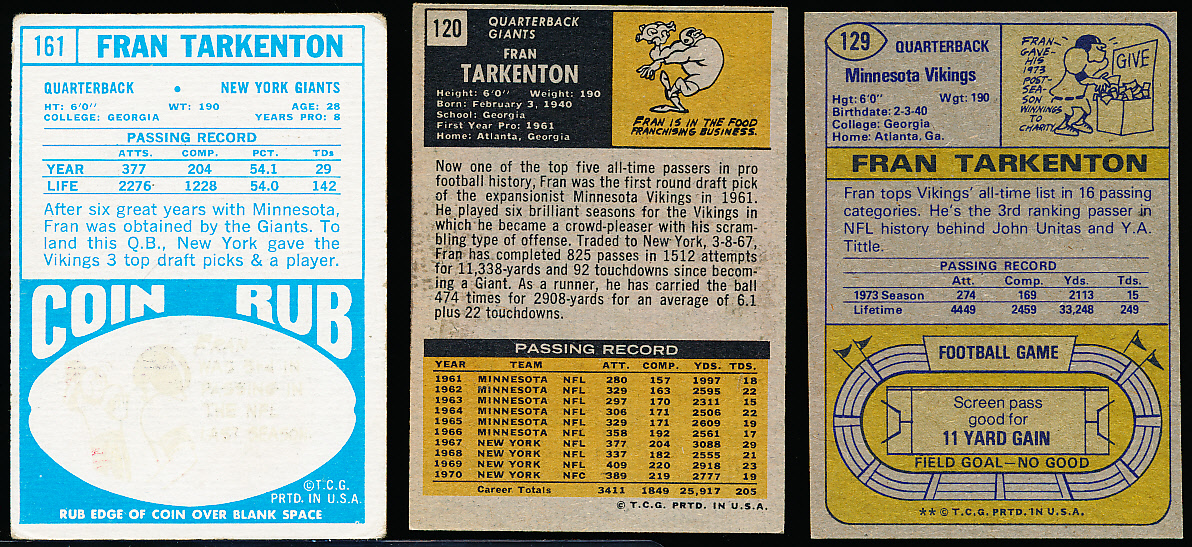 161 FRAN TARKENTON
QUARTERBACK • NEW YORK GIANTS
HT: 6'0" WT: 190 AGE: 28
COLLEGE: GEORGIA YEARS PRO: 8
PASSING RECORD
ATTS. COMP. PCT. TDs
YEAR 377 204 54.1 29
LIFE 2276 1228 54.0 142
After six great years with Minnesota,
Fran was obtained by the Giants. To
land this Q.B., New York gave the
Vikings 3 top draft picks & a player.
COIN RUB
©T.C.G.
PRTD. IN U.S.A.
RUB EDGE OF COIN OVER BLANK SPACE
120 QUARTERBACK
GIANTS
FRAN
TARKENTON
Height: 6'0" Weight: 190
Born: February 3, 1940
School: Georgia
First Year Pro: 1961
Home: Atlanta, Georgia
FRAN IS IN THE FOOD
FRANCHISING BUSINESS.
Now one of the top five all-time passers in pro
football history, Fran was the first round draft pick
of the expansionist Minnesota Vikings in 1961.
He played six brilliant seasons for the Vikings in
which he became a crowd-pleaser with his scram-
bling type of offense. Traded to New York, 3-8-67,
Fran has completed 825 passes in 1512 attempts
for 11,338-yards and 92 touchdowns since becom-
ing a Giant. As a runner, he has carried the ball
474 times for 2908-yards for an average of 6.1
plus 22 touchdowns.
PASSING RECORD
YEAR TEAM ATT. COMP. YDS. TDS.
1961 MINNESOTA NFL 280 157 1997 18
1962 MINNESOTA NFL 329 163 2595 22
1963 MINNESOTA NFL 297 170 2311 15
1964 MINNESOTA NFL 306 171 2506 22
1965 MINNESOTA NFL 329 171 2609 19
1966 MINNESOTA NFL 358 192 2561 17
1967 NEW YORK NFL 377 204 3088 29
1968 NEW YORK NFL 337 182 2555 21
1969 NEW YORK NFL 409 220 2918 23
1970 NEW YORK NFC 389 219 2777 19
Career Totals 3411 1849 25,917 205
© T.C.G. PRTD. IN U.S.A.
129 QUARTERBACK
Minnesota Vikings
Hgt: 6'0" Wgt: 190
Birthdate: 2-3-40
College: Georgia
Home: Atlanta, Ga.
FRAN
GAVE
HIS
1973
POST-
SEA-
SON
WINNINGS
TO
CHARITY.
GIVE
FRAN TARKENTON
Fran tops Vikings' all-time list in 16 passing
categories. He's the 3rd ranking passer in
NFL history behind John Unitas and Y.A.
Tittle.
PASSING RECORD
Att. Comp. Yds. Tds.
1973 Season 274 169 2113 15
Lifetime 4449 2459 33,248 249
FOOTBALL GAME
Screen pass
good for
11 YARD GAIN
FIELD GOAL—NO GOOD
** © T.C.G. PRTD. IN U.S.A.